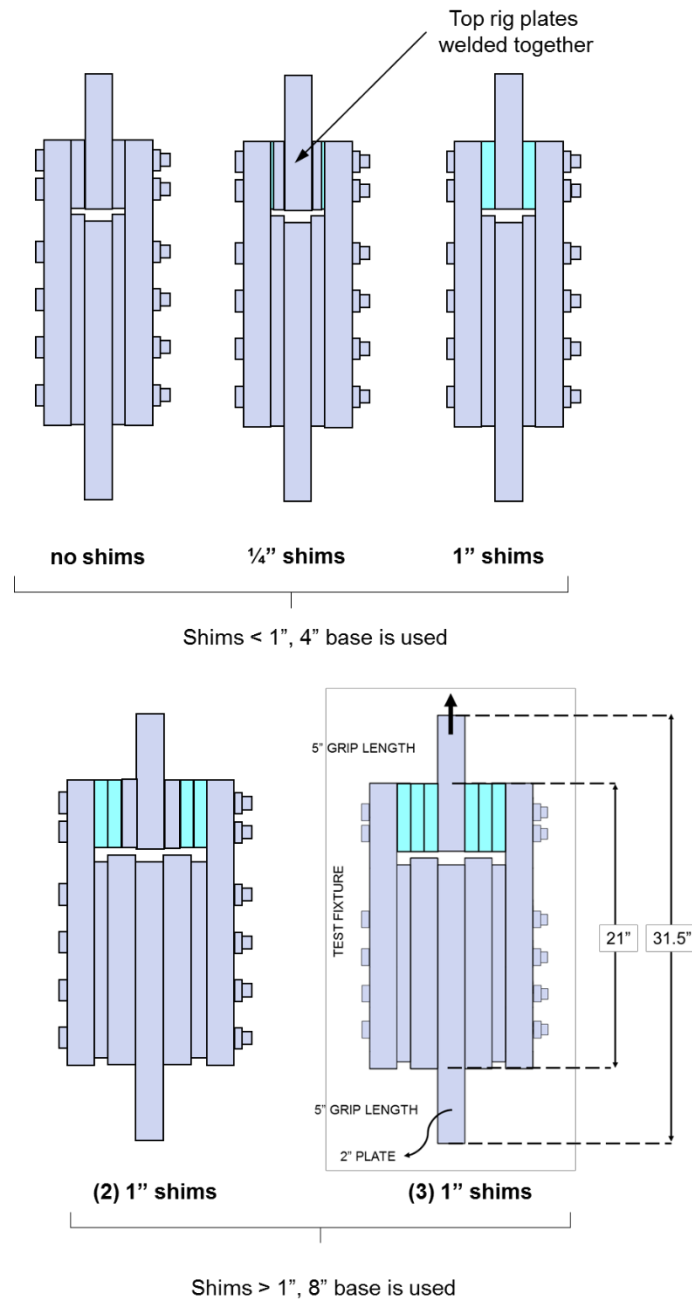 Top rig plates
welded together
no shims
¼” shims
1” shims
Shims < 1”, 4” base is used
5” GRIP LENGTH
TEST FIXTURE
21”
31.5”
5” GRIP LENGTH
2” PLATE
(2) 1” shims
(3) 1” shims
Shims > 1”, 8” base is used